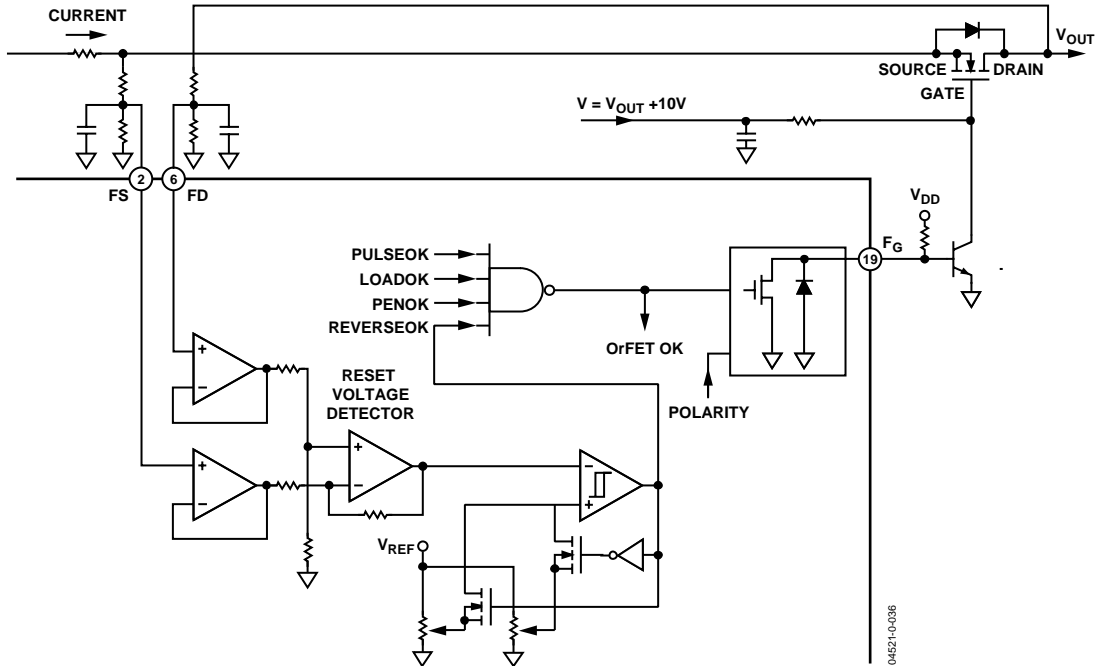 CURRENT
VOUT
SOURCE
DRAIN
GATE
V = VOUT +10V
2
6
FS
FD
VDD
FG
19
PULSEOK
LOADOK
PENOK
REVERSEOK
OrFET OK
POLARITY
RESET
VOLTAGE
DETECTOR
+
−
+
−
+
−
−
+
VREF
04521-0-036